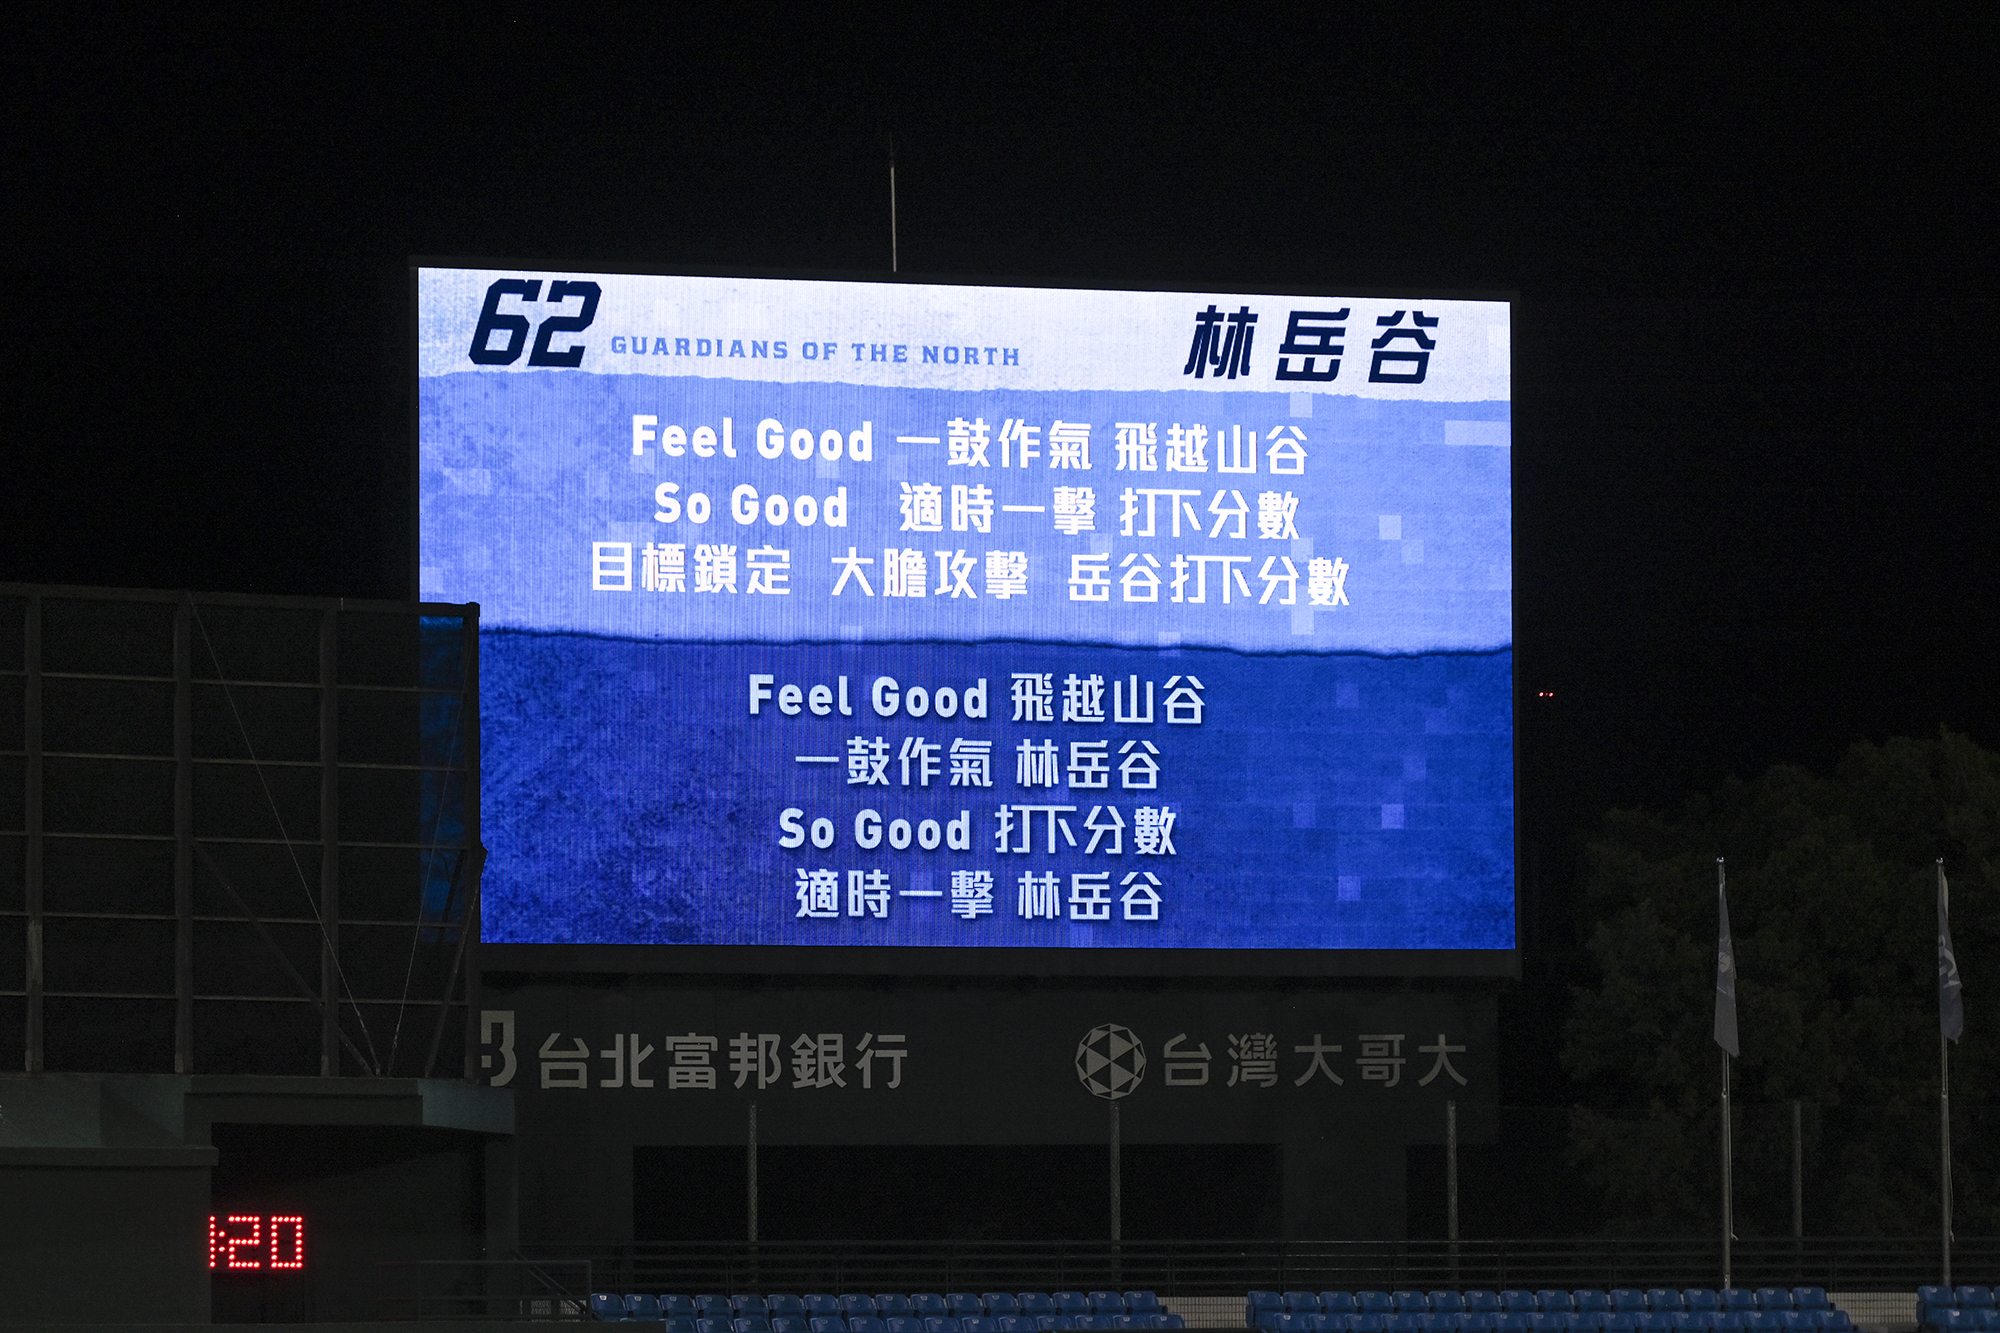 62 GUARDIANS OF THE NORTH 林岳谷
Feel Good 一鼓作氣 飛越山谷
So Good 適時一擊 打下分數
目標鎖定 大膽攻擊 岳谷打下分數
Feel Good 飛越山谷
一鼓作氣 林岳谷
So Good 打下分數
適時一擊 林岳谷
台北富邦銀行 台灣大哥大
1:20